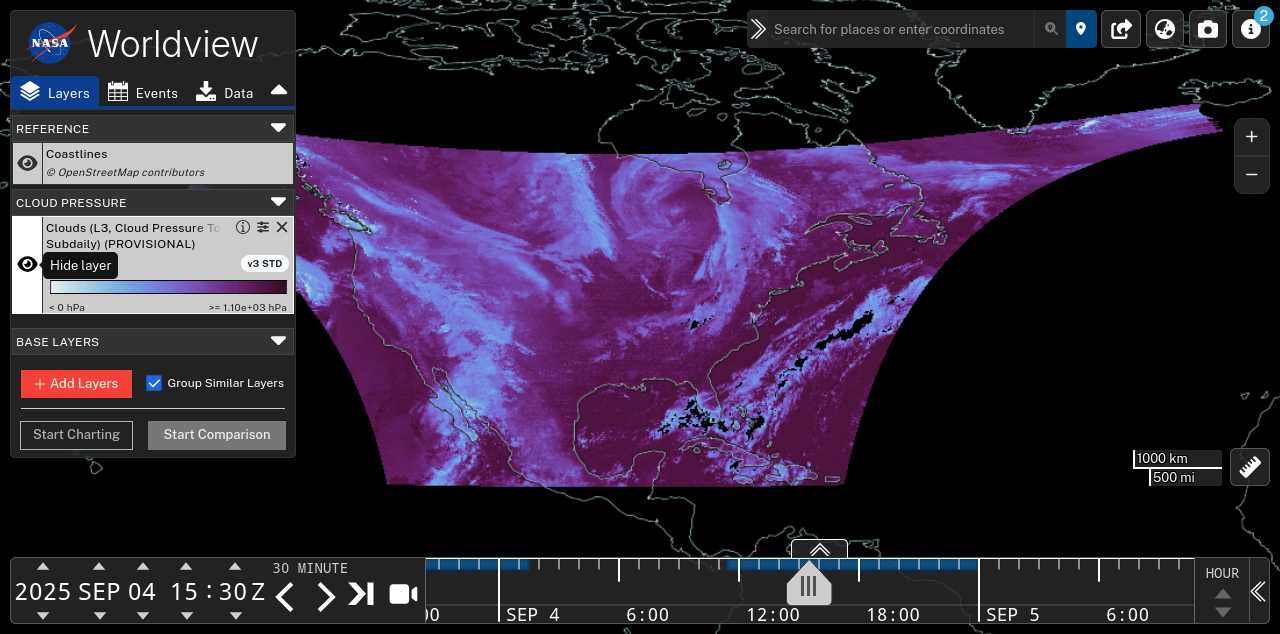 NASA
Worldview
Layers
Events
Data
REFERENCE
Coastlines
© OpenStreetMap contributors
CLOUD PRESSURE
Clouds (L3, Cloud Pressure To
Subdaily) (PROVISIONAL)
Hide layer
v3 STD
< 0 hPa
>= 1.10e+03 hPa
BASE LAYERS
+ Add Layers
Group Similar Layers
Start Charting
Start Comparison
Search for places or enter coordinates
2
+
−
1000 km
500 mi
2025 SEP 04 15 : 30 Z
30 MINUTE
00
SEP 4
6:00
12:00
18:00
SEP 5
6:00
HOUR